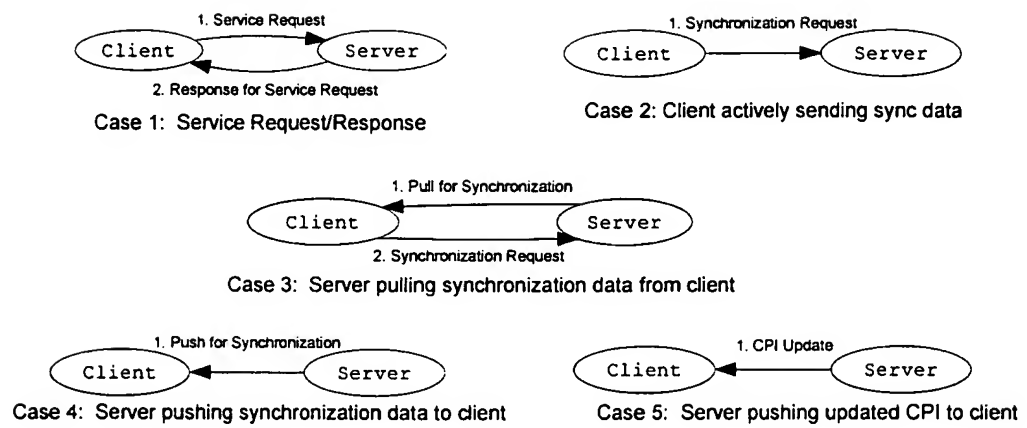 1. Service Request
Client
Server
2. Response for Service Request
Case 1: Service Request/Response
1. Synchronization Request
Client
Server
Case 2: Client actively sending sync data
1. Pull for Synchronization
Client
Server
2. Synchronization Request
Case 3: Server pulling synchronization data from client
1. Push for Synchronization
Client
Server
Case 4: Server pushing synchronization data to client
1. CPI Update
Client
Server
Case 5: Server pushing updated CPI to client